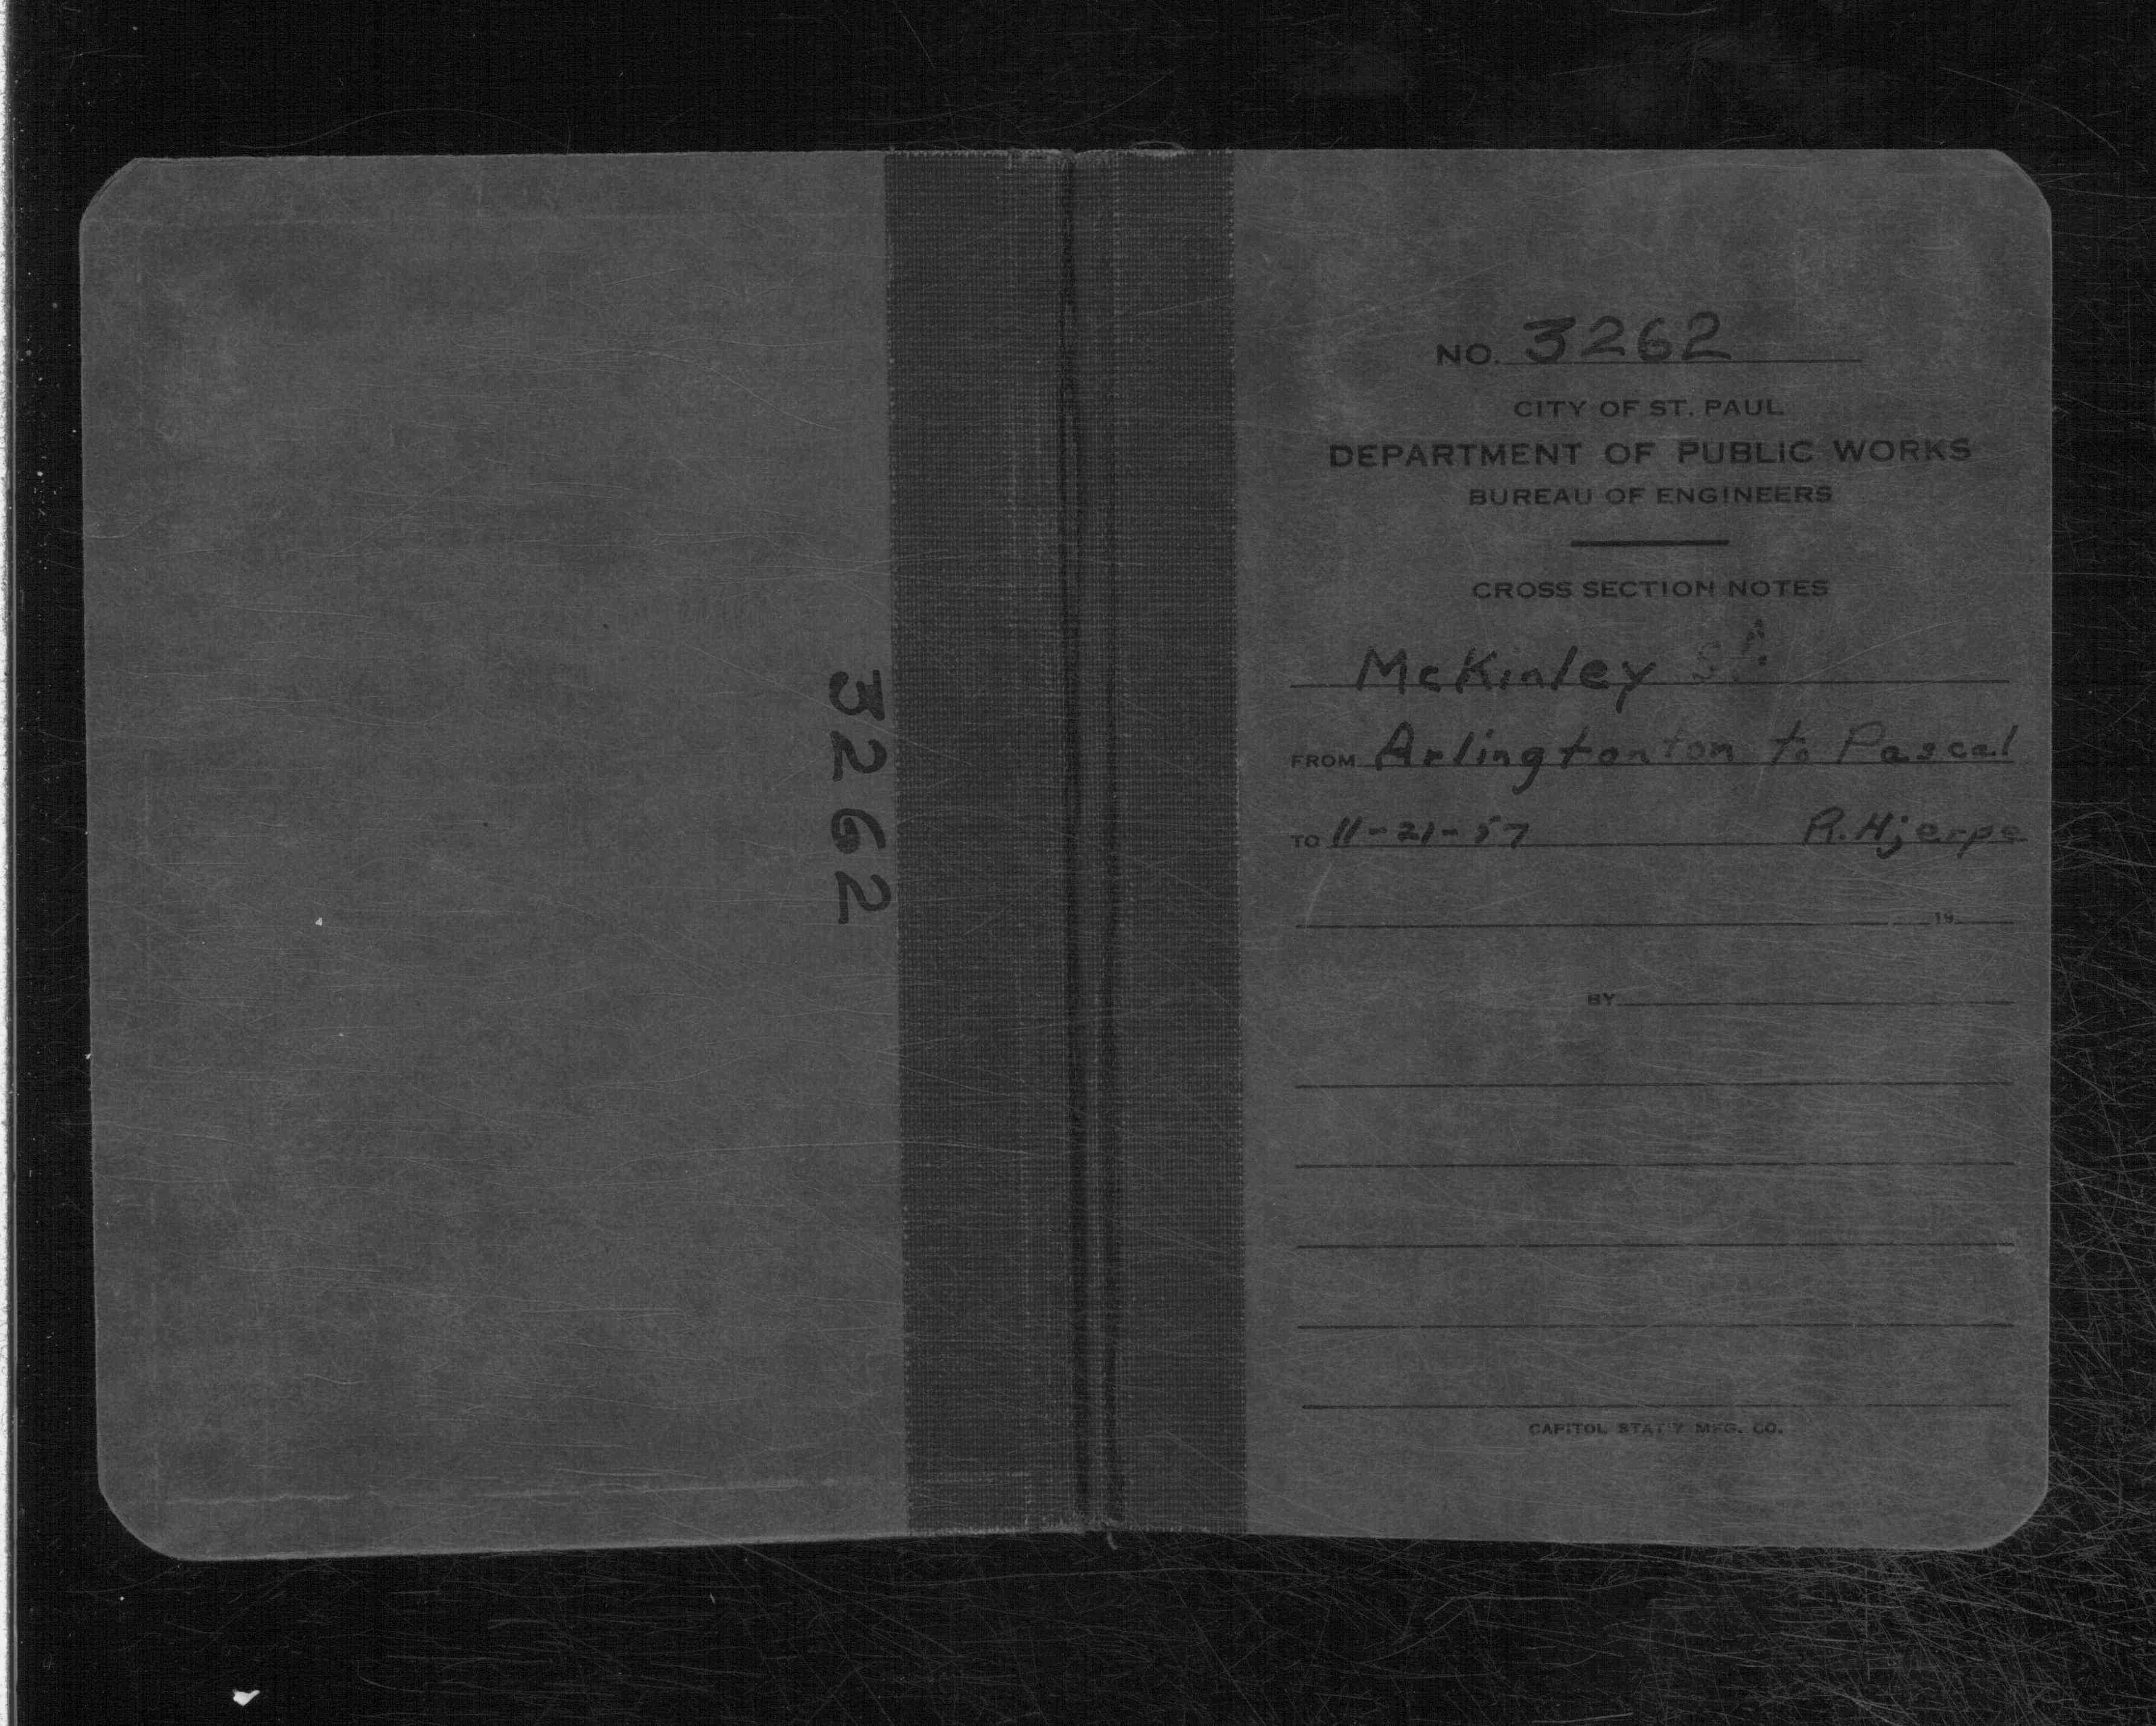 3262
NO. 3262
CITY OF ST. PAUL
DEPARTMENT OF PUBLIC WORKS
BUREAU OF ENGINEERS
CROSS SECTION NOTES
McKinley St.
FROM Arlingtonton to Pascal
TO 11-21-57 R. Hjerpe
19
BY
CAPITOL STAT'Y MFG. CO.